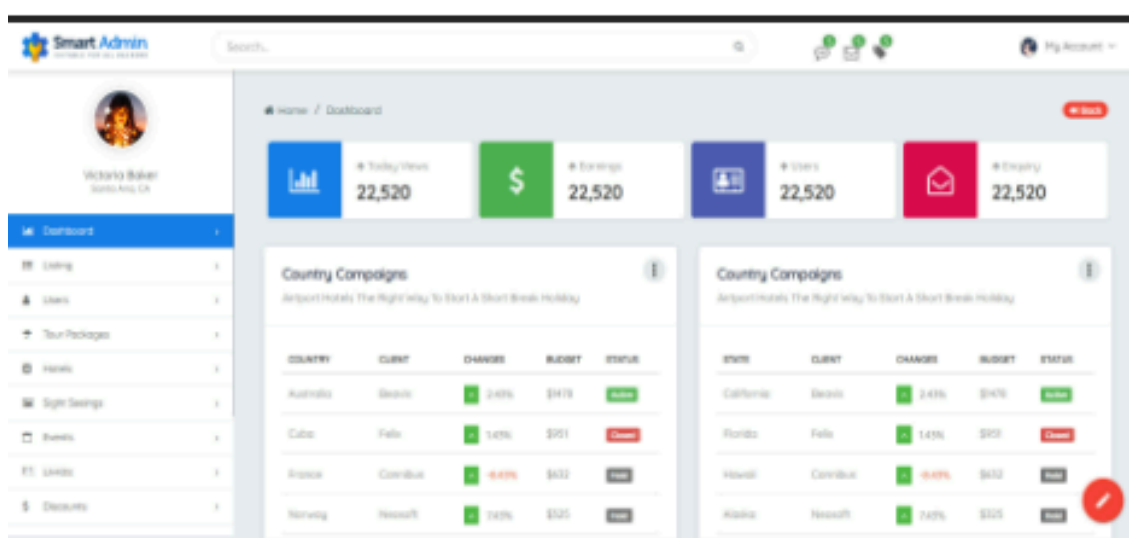 Smart Admin
Search..
My Account
Victoria Baker
Santa Ana, CA
Home / Dashboard
Back
Today Views
22,520
Earnings
22,520
Users
22,520
Enquiry
22,520
Dashboard
Listing
Users
Tour Packages
Hotels
Sight Seeings
Events
Discounts
Country Campaigns
Airport Hotels The Right Way To Start A Short Break Holiday
COUNTRY CLIENT CHANGES BUDGET STATUS
Australia Beavis 2.43% $1478 Active
Cuba Felix 1.43% $951 Closed
France Cannibus -8.43% $632 Hold
Norway Neosoft 7.43% $325 Hold
Country Campaigns
Airport Hotels The Right Way To Start A Short Break Holiday
STATE CLIENT CHANGES BUDGET STATUS
California Beavis 2.43% $1478 Active
Florida Felix 1.43% $951 Closed
Hawaii Cannibus -8.43% $632 Hold
Alaska Neosoft 7.43% $325 Hold